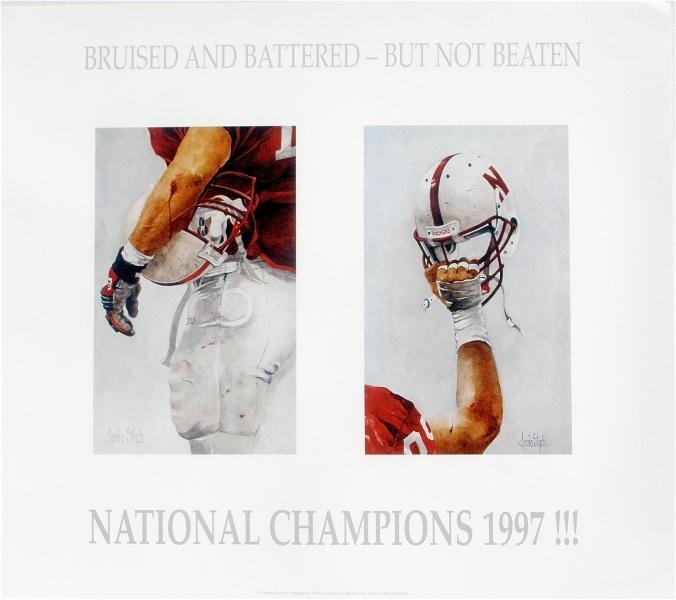 BRUISED AND BATTERED – BUT NOT BEATEN
N
NATIONAL CHAMPIONS 1997 !!!